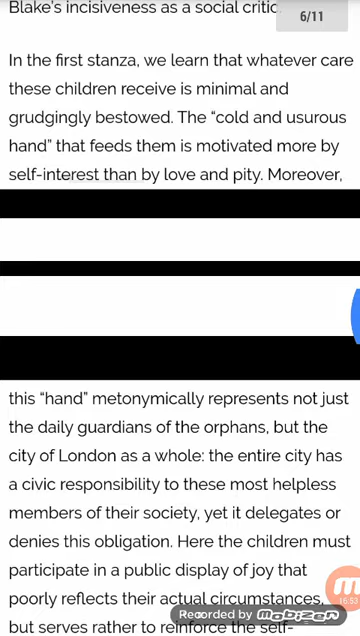 Blake's incisiveness as a social critic
6/11
In the first stanza, we learn that whatever care
these children receive is minimal and
grudgingly bestowed. The “cold and usurous
hand” that feeds them is motivated more by
self-interest than by love and pity. Moreover,
this “hand” metonymically represents not just
the daily guardians of the orphans, but the
city of London as a whole: the entire city has
a civic responsibility to these most helpless
members of their society, yet it delegates or
denies this obligation. Here the children must
participate in a public display of joy that
poorly reflects their actual circumstances,
16:53
Recorded by Mobizen
but serves rather to reinforce the self-